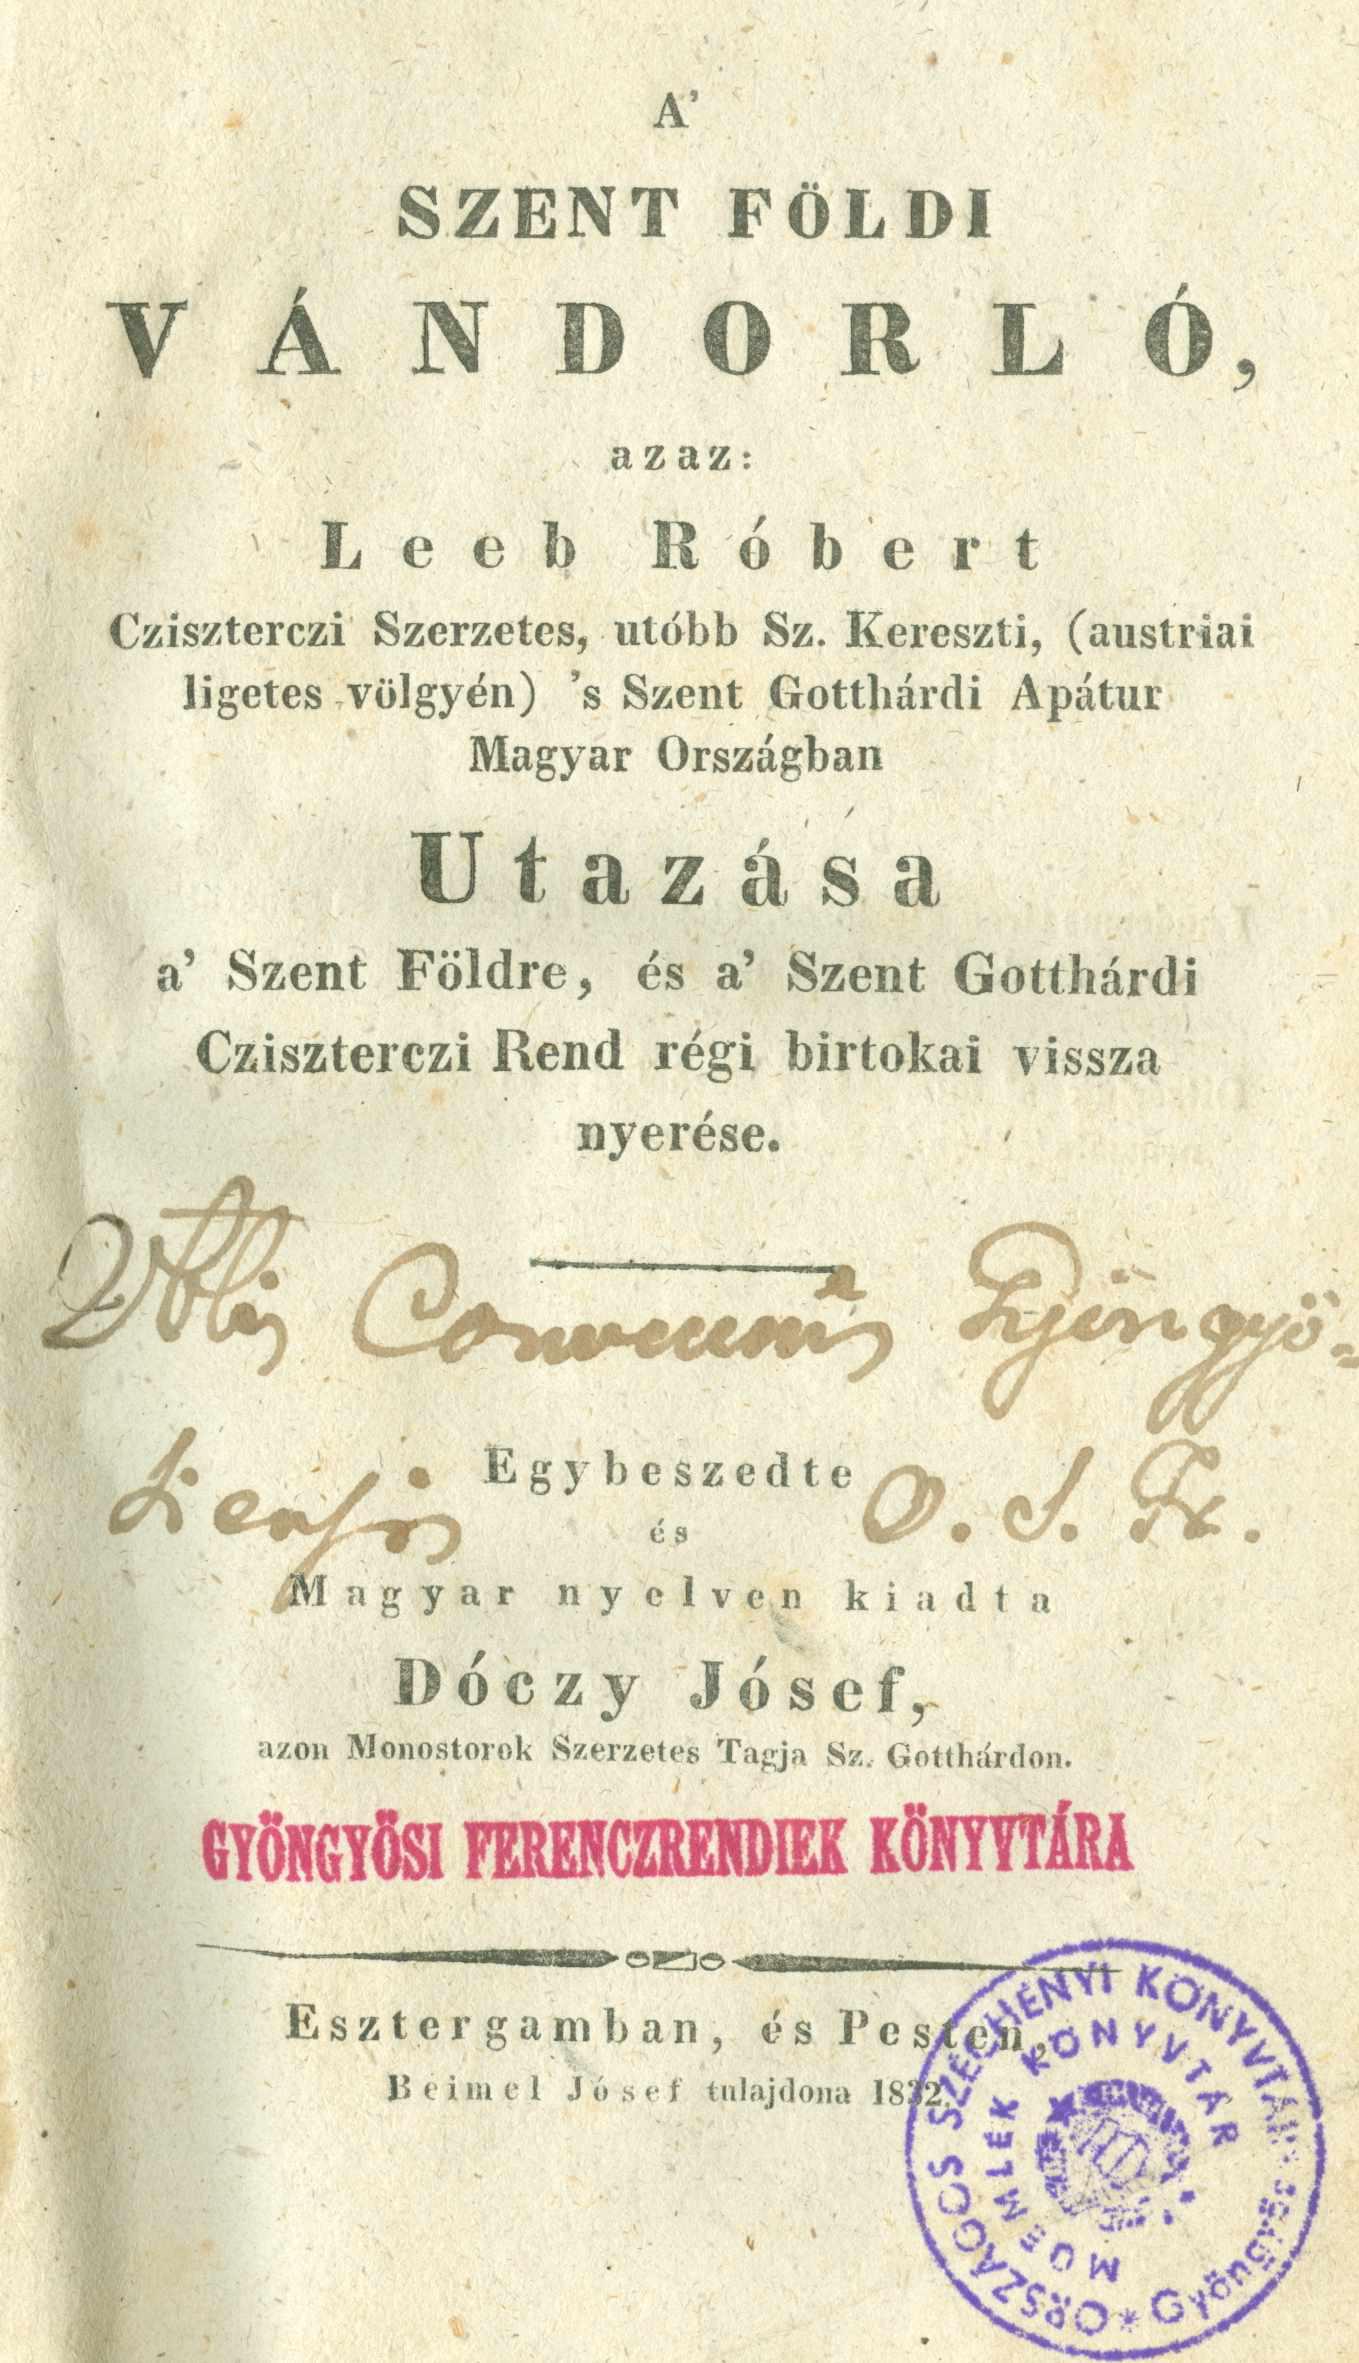 A'
SZENT FÖLDI
VÁNDORLÓ,
azaz:
Leeb Róbert
Cziszterczi Szerzetes, utóbb Sz. Kereszti, (austriai
ligetes völgyén) 's Szent Gotthárdi Apátur
Magyar Országban
Utazása
a' Szent Földre, és a' Szent Gotthárdi
Cziszterczi Rend régi birtokai vissza
nyerése.
Conventûs Gyöngyö-
siensis O. S. Fr.
Egybeszedte
és
Magyar nyelven kiadta
Dóczy Jósef,
azon Monostorok Szerzetes Tagja Sz. Gotthárdon.
GYÖNGYÖSI FERENCZRENDIEK KÖNYVTÁRA
Esztergamban, és Pesten,
Beimel Jósef tulajdona 1832.
ORSZÁGOS SZÉCHÉNYI KÖNYVTÁR * Gyöngyös
MŰEMLÉK KÖNYVTÁR